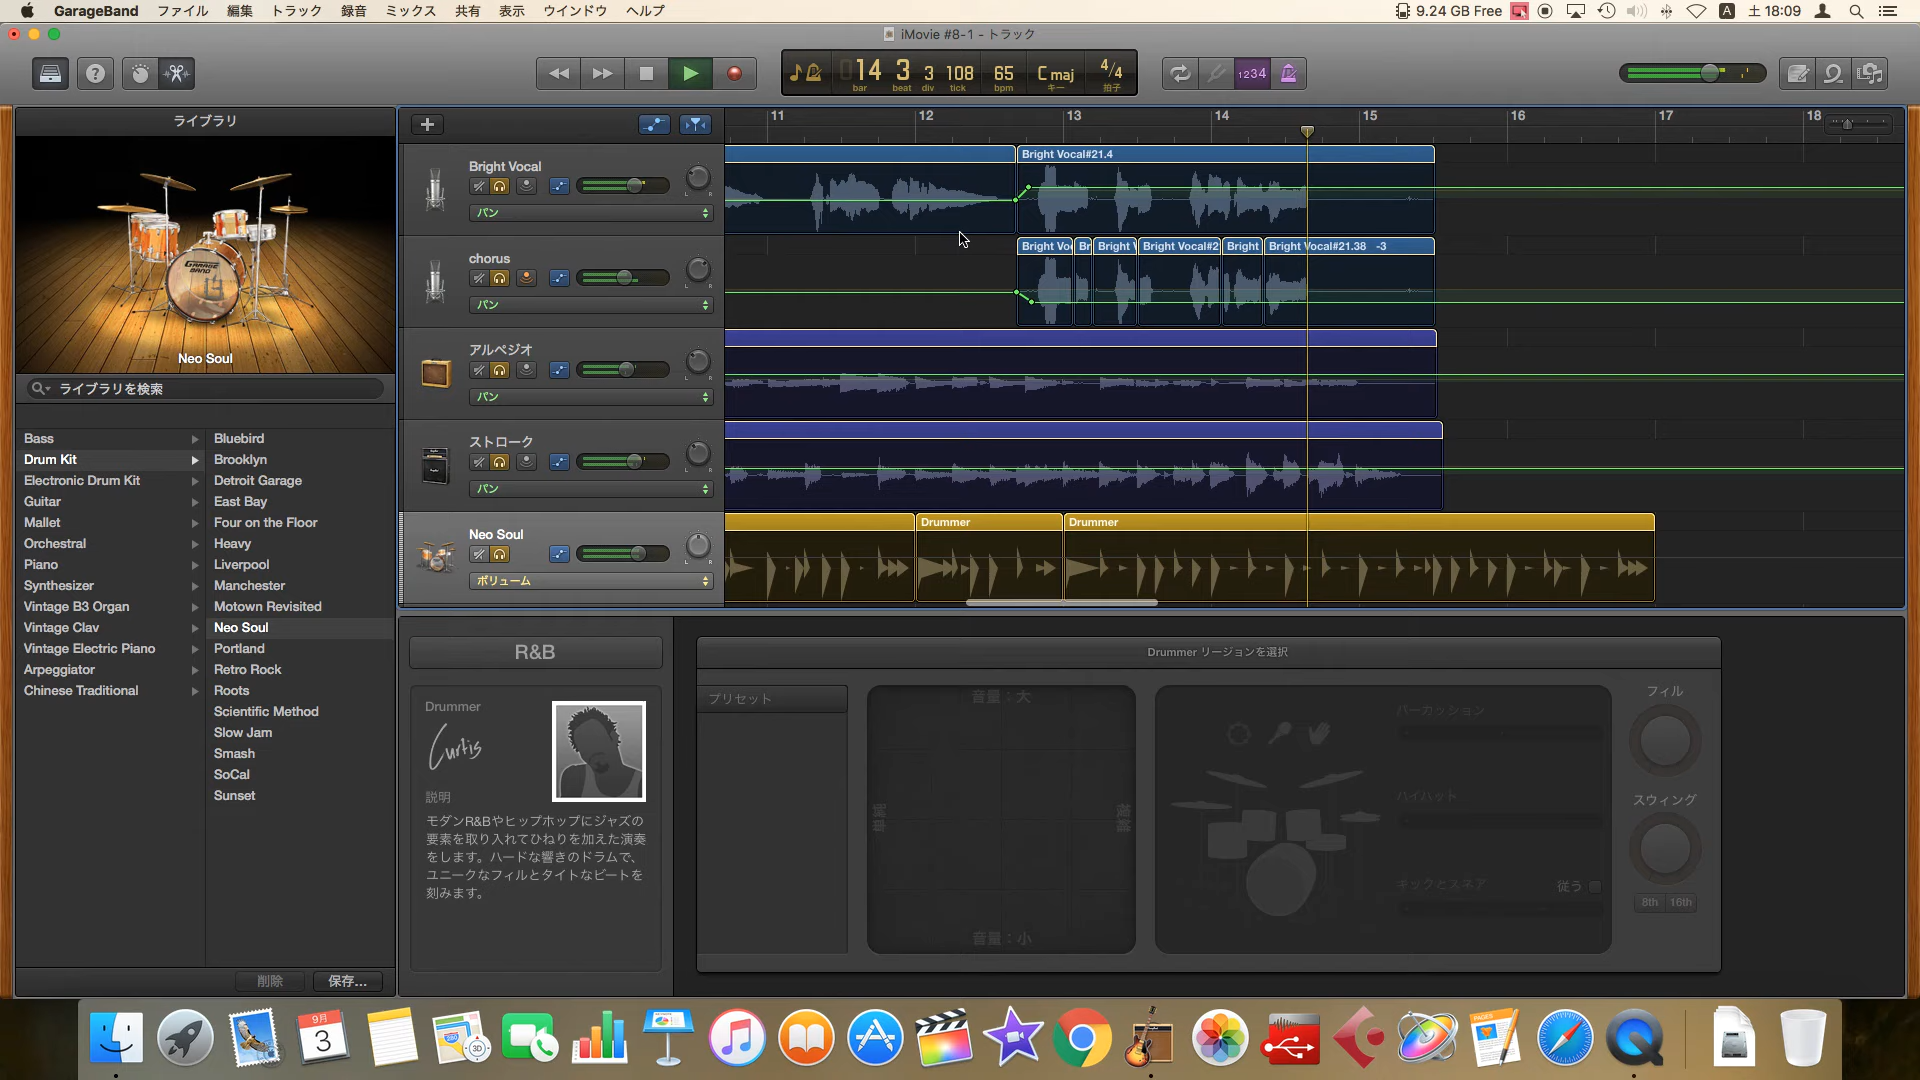 GarageBand ファイル 編集 トラック 録音 ミックス 共有 表示 ウインドウ ヘルプ 9.24 GB Free A 土 18:09
iMovie #8-1 - トラック
14 3 3 108 65 C maj 4/4
bar beat div tick bpm キー 拍子
1234
ライブラリ
Neo Soul
ライブラリを検索
Bass
Drum Kit
Electronic Drum Kit
Guitar
Mallet
Orchestral
Piano
Synthesizer
Vintage B3 Organ
Vintage Clav
Vintage Electric Piano
Arpeggiator
Chinese Traditional
Bluebird
Brooklyn
Detroit Garage
East Bay
Four on the Floor
Heavy
Liverpool
Manchester
Motown Revisited
Neo Soul
Portland
Retro Rock
Roots
Scientific Method
Slow Jam
Smash
SoCal
Sunset
削除 保存...
11 12 13 14 15 16 17 18
Bright Vocal
パン
Bright Vocal#21.4
chorus
パン
Bright Vo Br Bright V Bright Vocal#2 Bright Bright Vocal#21.38 -3
アルペジオ
パン
ストローク
パン
Neo Soul
ボリューム
Drummer Drummer
R&B
Drummer
Curtis
説明
モダンR&Bやヒップホップにジャズの
要素を取り入れてひねりを加えた演奏
をします。ハードな響きのドラムで、
ユニークなフィルとタイトなビートを
刻みます。
Drummer リージョンを選択
プリセット
音量：大
単純
複雑
音量：小
パーカッション
ハイハット
キックとスネア 従う
フィル
スウィング
8th 16th
9月
3
PAGES